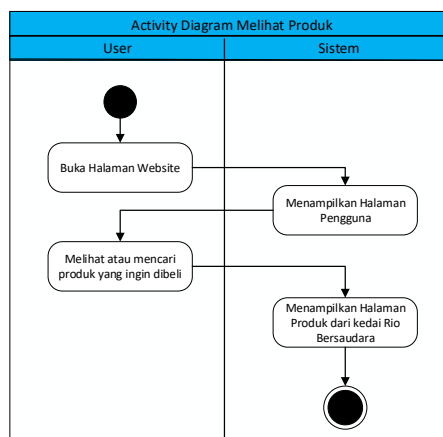 Activity Diagram Melihat Produk
User
Sistem
Buka Halaman Website
Menampilkan Halaman
Pengguna
Melihat atau mencari
produk yang ingin dibeli
Menampilkan Halaman
Produk dari kedai Rio
Bersaudara